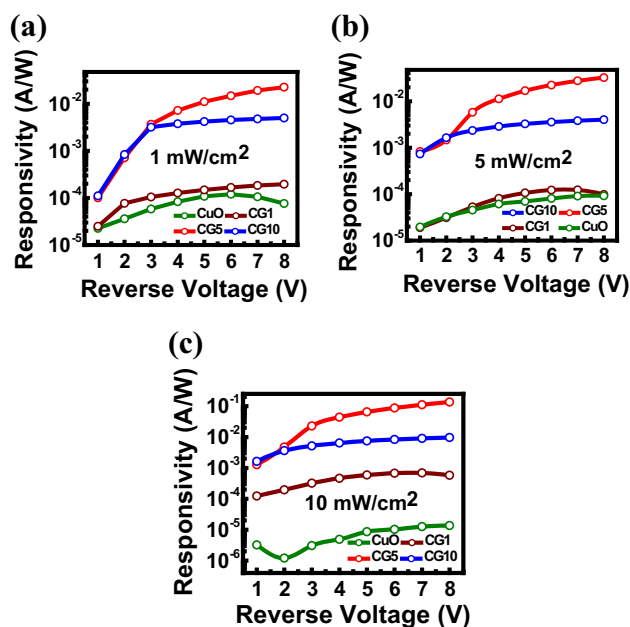 (a)
Responsivity (A/W)
10⁻²
10⁻³
10⁻⁴
10⁻⁵
1 mW/cm²
CuO CG1
CG5 CG10
1 2 3 4 5 6 7 8
Reverse Voltage (V)
(b)
Responsivity (A/W)
10⁻²
10⁻³
10⁻⁴
10⁻⁵
5 mW/cm²
CG10 CG5
CG1 CuO
1 2 3 4 5 6 7 8
Reverse Voltage (V)
(c)
Responsivity (A/W)
10⁻¹
10⁻²
10⁻³
10⁻⁴
10⁻⁵
10⁻⁶
10 mW/cm²
CuO CG1
CG5 CG10
1 2 3 4 5 6 7 8
Reverse Voltage (V)